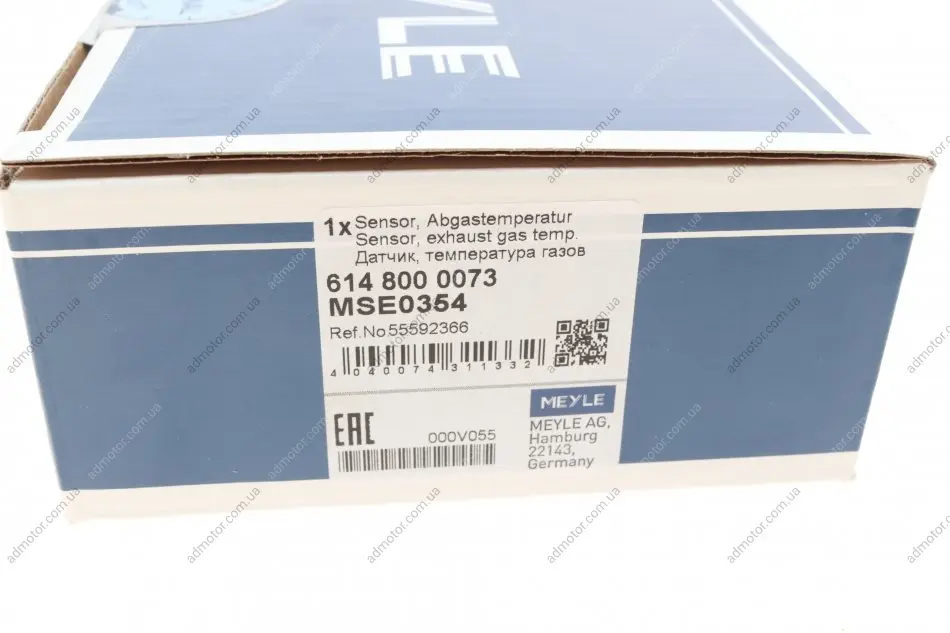 YLE
1x Sensor, Abgastemperatur
Sensor, exhaust gas temp.
Датчик, температура газов
614 800 0073
MSE0354
Ref.No 55592366
4 040074 311332
EAC
000V055
MEYLE
MEYLE AG,
Hamburg
22143,
Germany
admotor.com.ua